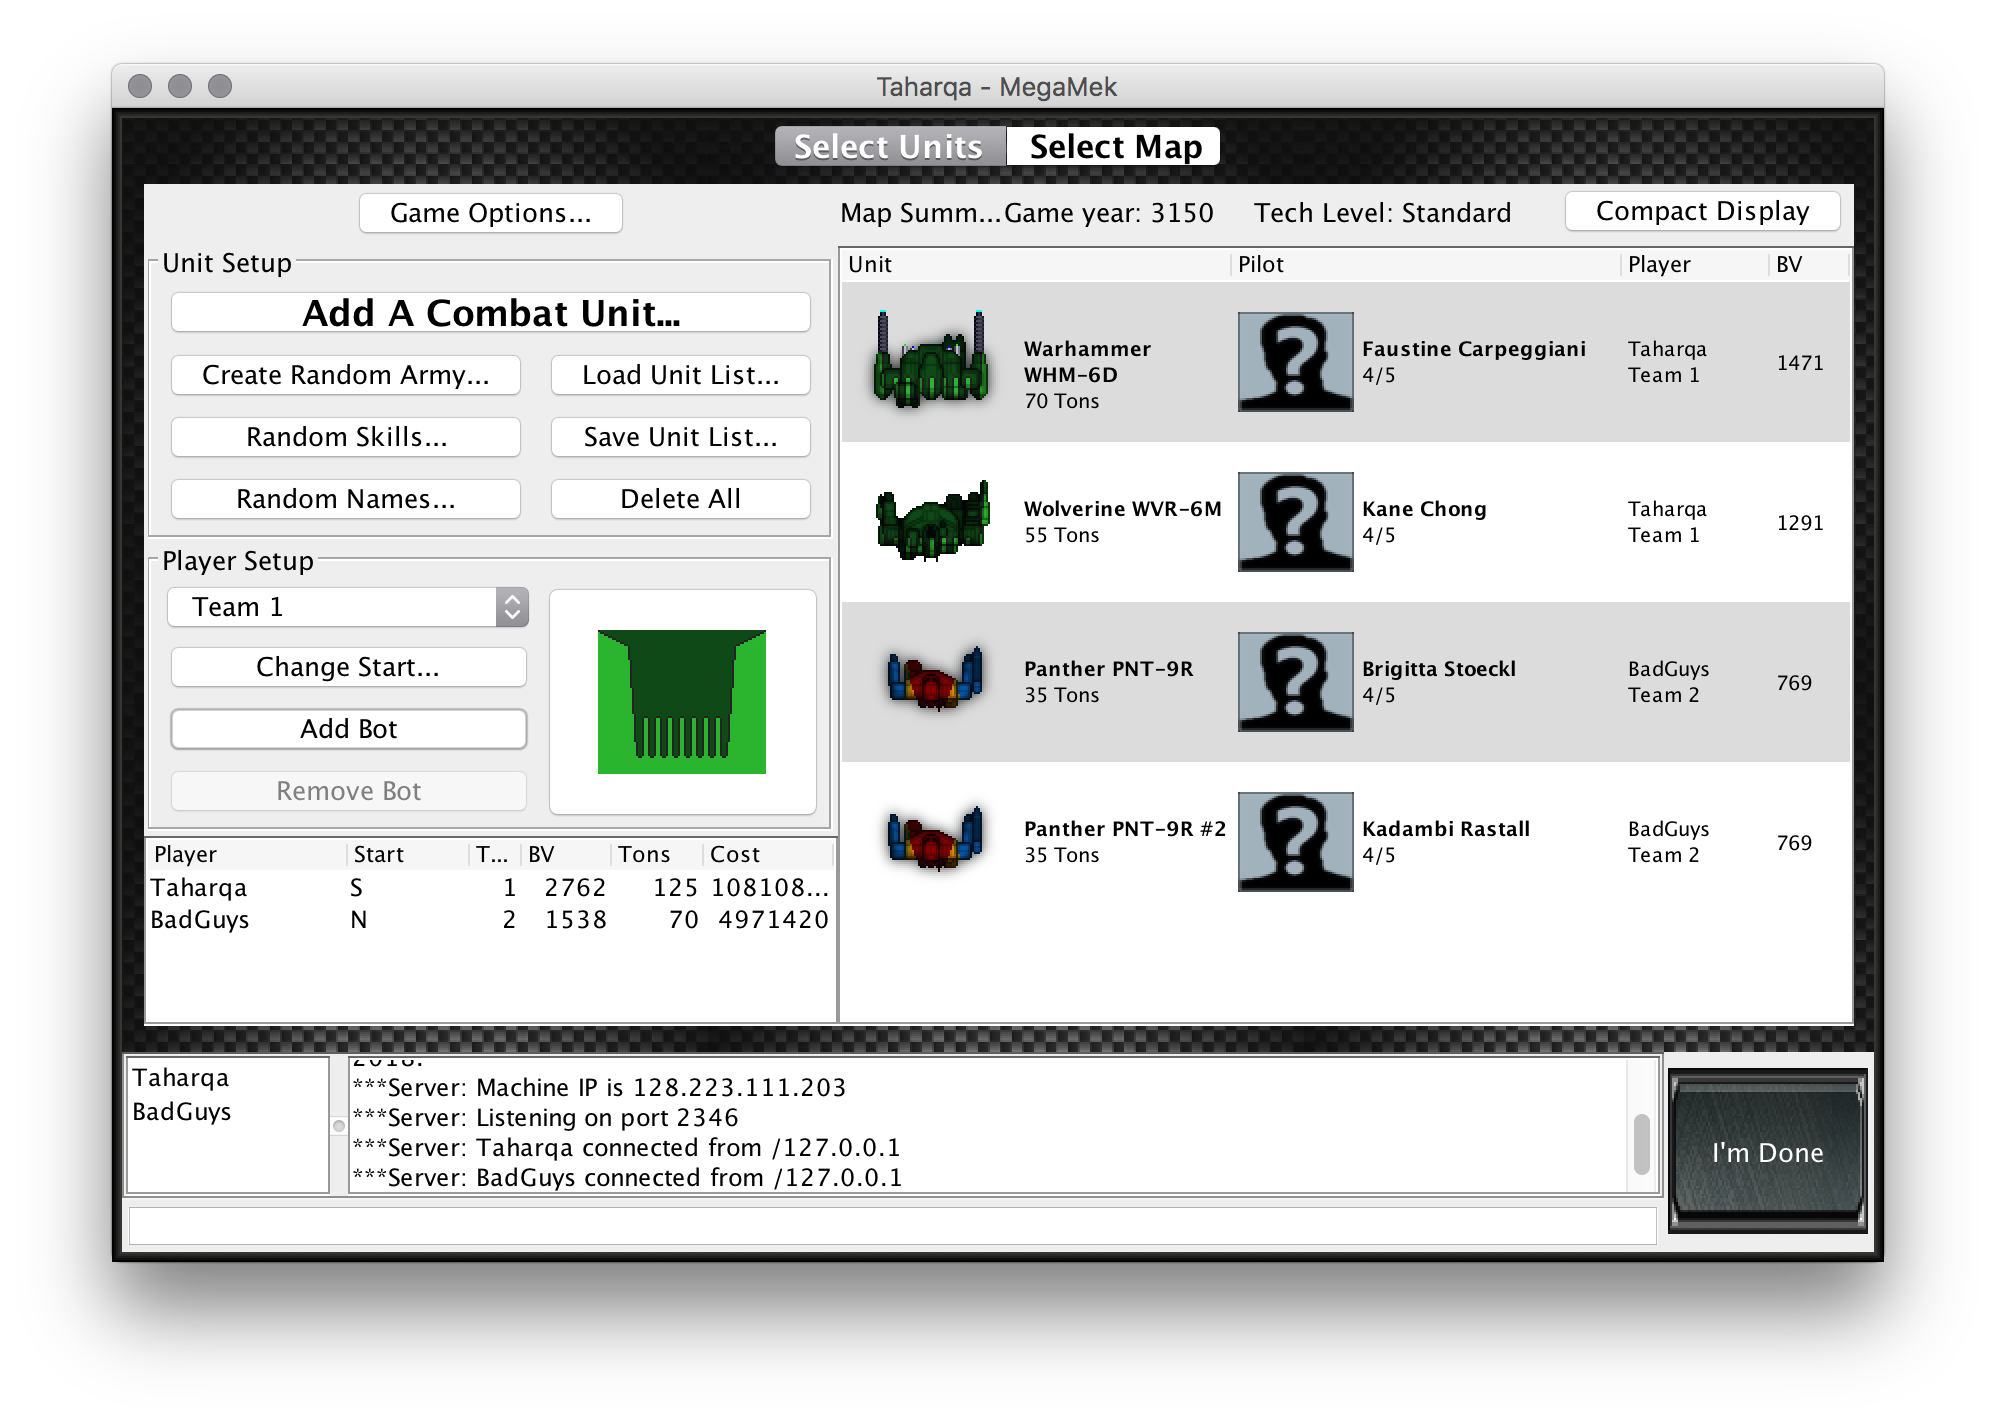 Taharqa - MegaMek
Select Units
Select Map
Game Options...
Map Summ...
Game year: 3150
Tech Level: Standard
Compact Display
Unit Setup
Add A Combat Unit...
Create Random Army...
Load Unit List...
Random Skills...
Save Unit List...
Random Names...
Delete All
Player Setup
Team 1
Change Start...
Add Bot
Remove Bot
Player Start T... BV Tons Cost
Taharqa S 1 2762 125 108108...
BadGuys N 2 1538 70 4971420
Unit Pilot Player BV
Warhammer
WHM-6D
70 Tons
Faustine Carpeggiani
4/5
Taharqa
Team 1
1471
Wolverine WVR-6M
55 Tons
Kane Chong
4/5
Taharqa
Team 1
1291
Panther PNT-9R
35 Tons
Brigitta Stoeckl
4/5
BadGuys
Team 2
769
Panther PNT-9R #2
35 Tons
Kadambi Rastall
4/5
BadGuys
Team 2
769
Taharqa
BadGuys
2018.
***Server: Machine IP is 128.223.111.203
***Server: Listening on port 2346
***Server: Taharqa connected from /127.0.0.1
***Server: BadGuys connected from /127.0.0.1
I'm Done